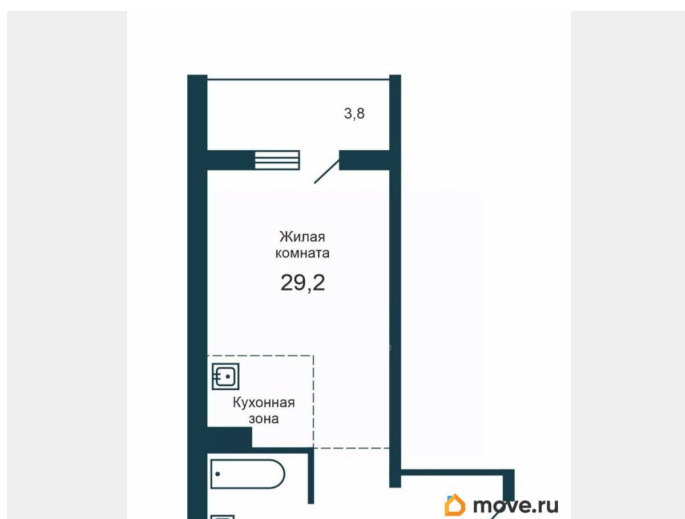 3,8
Жилая
комната
29,2
Кухонная
зона
move.ru